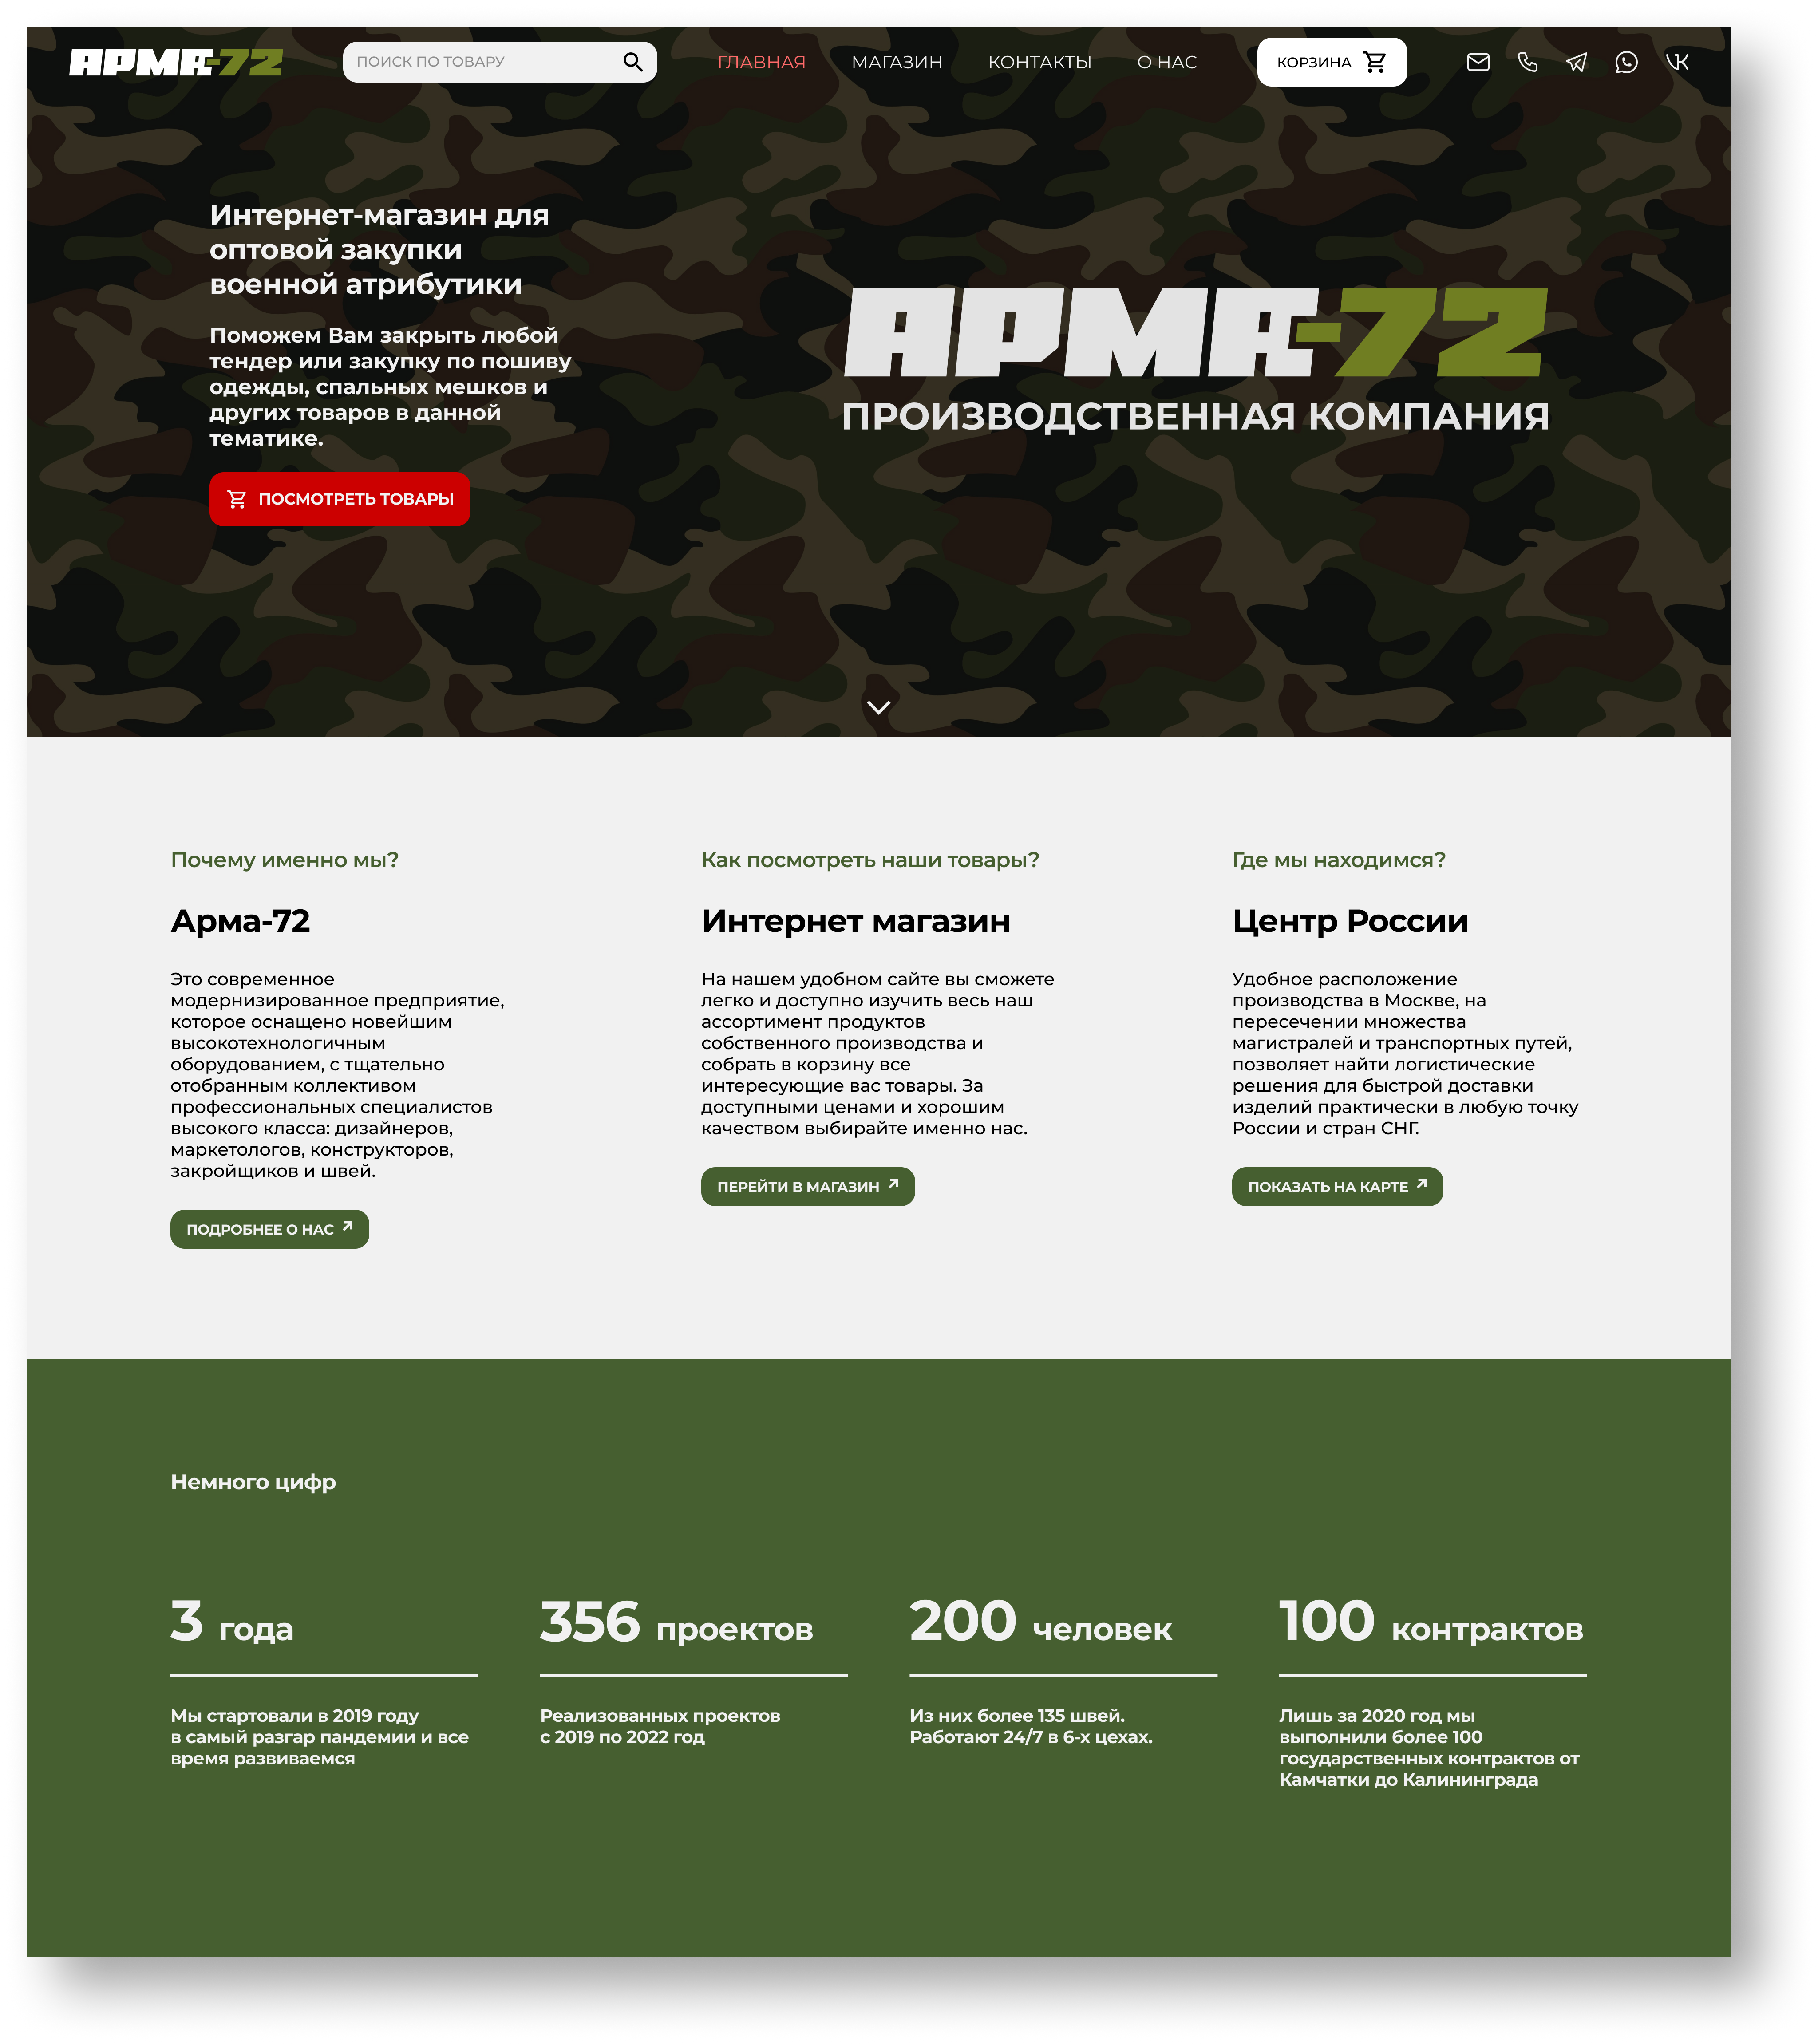 АРМА-72
ПОИСК ПО ТОВАРУ
ГЛАВНАЯ
МАГАЗИН
КОНТАКТЫ
О НАС
КОРЗИНА
Интернет-магазин для
оптовой закупки
военной атрибутики
Поможем Вам закрыть любой
тендер или закупку по пошиву
одежды, спальных мешков и
других товаров в данной
тематике.
ПОСМОТРЕТЬ ТОВАРЫ
АРМА-72
ПРОИЗВОДСТВЕННАЯ КОМПАНИЯ
Почему именно мы?
Арма-72
Это современное
модернизированное предприятие,
которое оснащено новейшим
высокотехнологичным
оборудованием, с тщательно
отобранным коллективом
профессиональных специалистов
высокого класса: дизайнеров,
маркетологов, конструкторов,
закройщиков и швей.
ПОДРОБНЕЕ О НАС
Как посмотреть наши товары?
Интернет магазин
На нашем удобном сайте вы сможете
легко и доступно изучить весь наш
ассортимент продуктов
собственного производства и
собрать в корзину все
интересующие вас товары. За
доступными ценами и хорошим
качеством выбирайте именно нас.
ПЕРЕЙТИ В МАГАЗИН
Где мы находимся?
Центр России
Удобное расположение
производства в Москве, на
пересечении множества
магистралей и транспортных путей,
позволяет найти логистические
решения для быстрой доставки
изделий практически в любую точку
России и стран СНГ.
ПОКАЗАТЬ НА КАРТЕ
Немного цифр
3 года
Мы стартовали в 2019 году
в самый разгар пандемии и все
время развиваемся
356 проектов
Реализованных проектов
с 2019 по 2022 год
200 человек
Из них более 135 швей.
Работают 24/7 в 6-х цехах.
100 контрактов
Лишь за 2020 год мы
выполнили более 100
государственных контрактов от
Камчатки до Калининграда